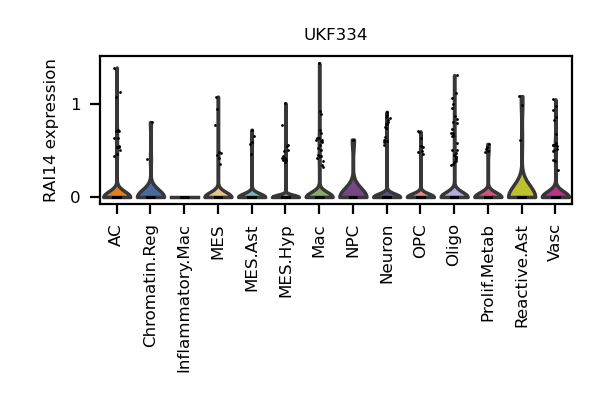 UKF334
RAI14 expression
1
0
AC
Chromatin.Reg
Inflammatory.Mac
MES
MES.Ast
MES.Hyp
Mac
NPC
Neuron
OPC
Oligo
Prolif.Metab
Reactive.Ast
Vasc